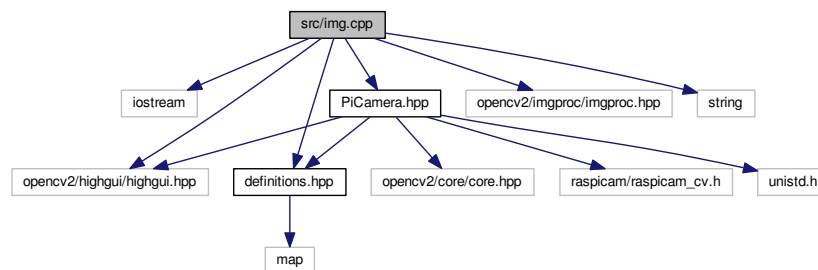 src/img.cpp
iostream
PiCamera.hpp
opencv2/imgproc/imgproc.hpp
string
opencv2/highgui/highgui.hpp
definitions.hpp
opencv2/core/core.hpp
raspicam/raspicam_cv.h
unistd.h
map